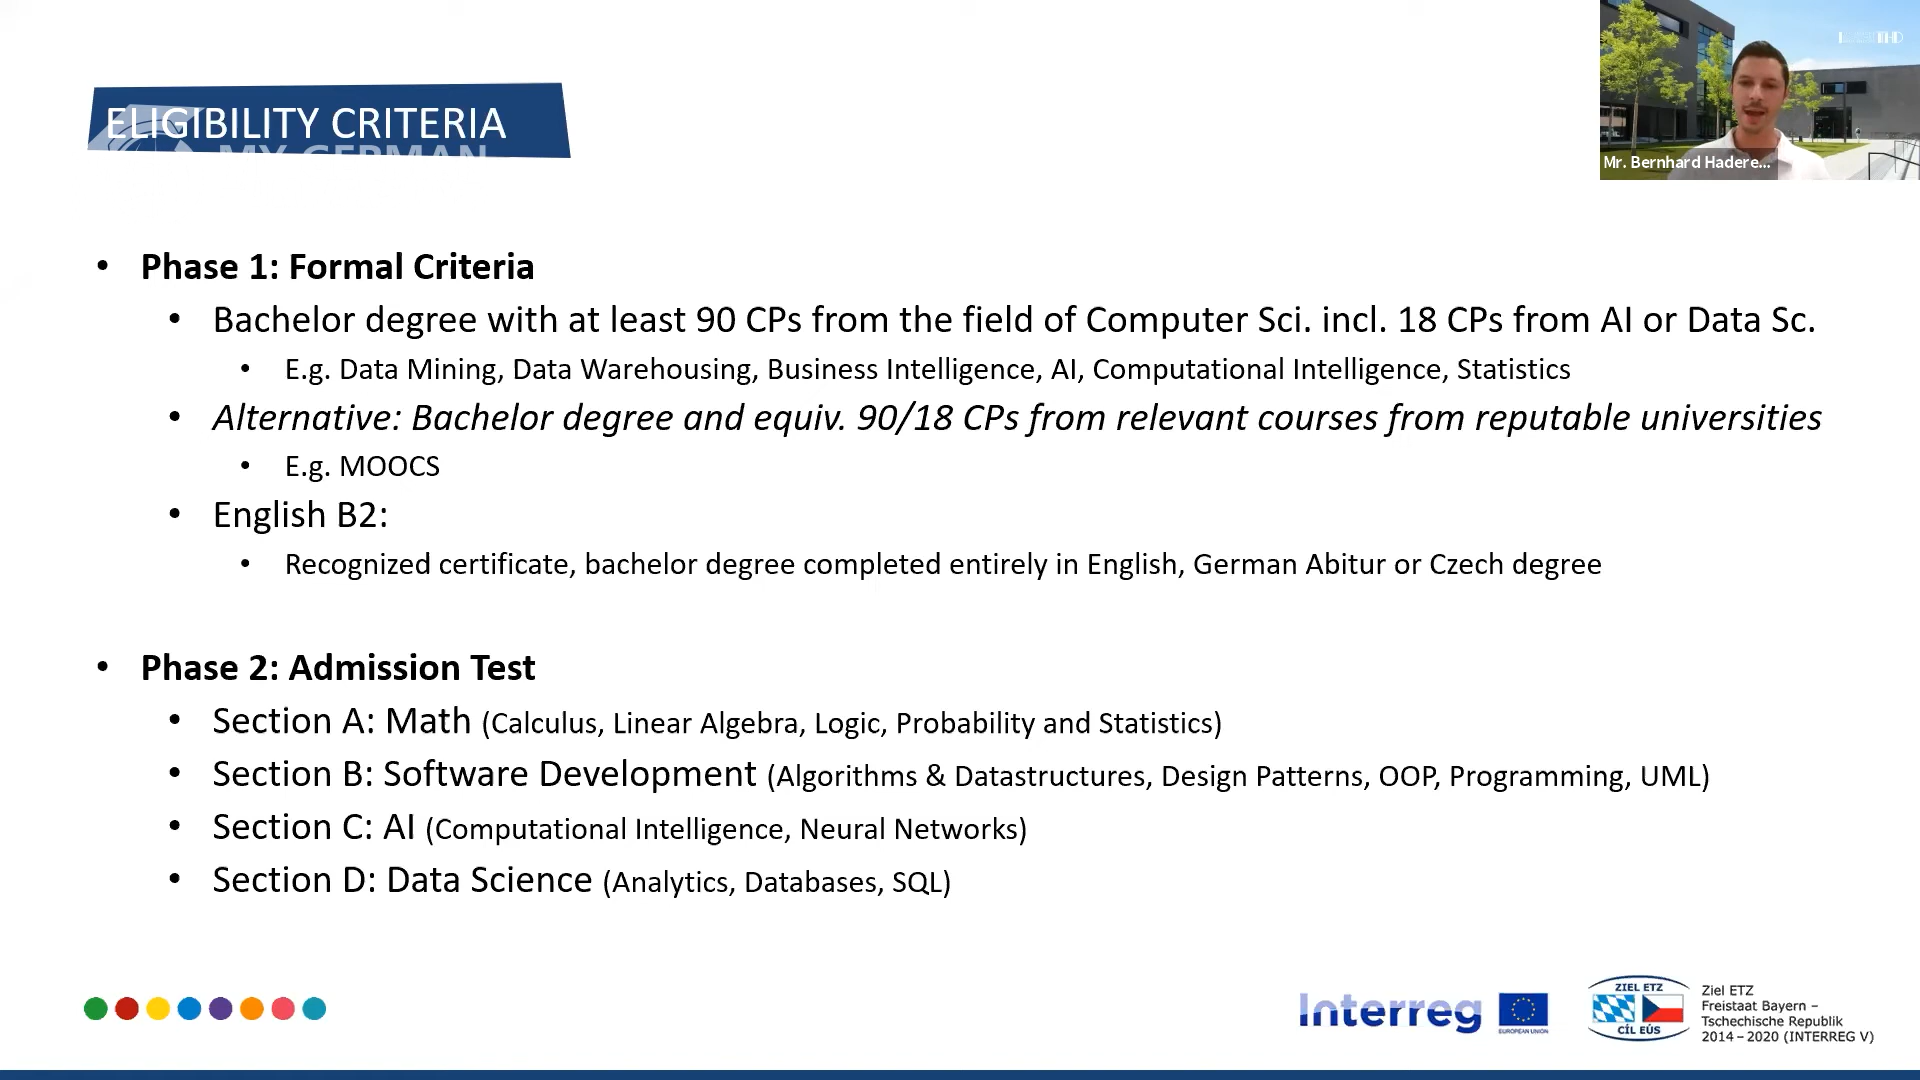 ELIGIBILITY CRITERIA
MY GERMAN
Mr. Bernhard Hadere...
• Phase 1: Formal Criteria
• Bachelor degree with at least 90 CPs from the field of Computer Sci. incl. 18 CPs from AI or Data Sc.
• E.g. Data Mining, Data Warehousing, Business Intelligence, AI, Computational Intelligence, Statistics
• Alternative: Bachelor degree and equiv. 90/18 CPs from relevant courses from reputable universities
• E.g. MOOCS
• English B2:
• Recognized certificate, bachelor degree completed entirely in English, German Abitur or Czech degree
• Phase 2: Admission Test
• Section A: Math (Calculus, Linear Algebra, Logic, Probability and Statistics)
• Section B: Software Development (Algorithms & Datastructures, Design Patterns, OOP, Programming, UML)
• Section C: AI (Computational Intelligence, Neural Networks)
• Section D: Data Science (Analytics, Databases, SQL)
Interreg
EUROPEAN UNION
ZIEL ETZ
CÍL EÚS
Ziel ETZ
Freistaat Bayern –
Tschechische Republik
2014 – 2020 (INTERREG V)